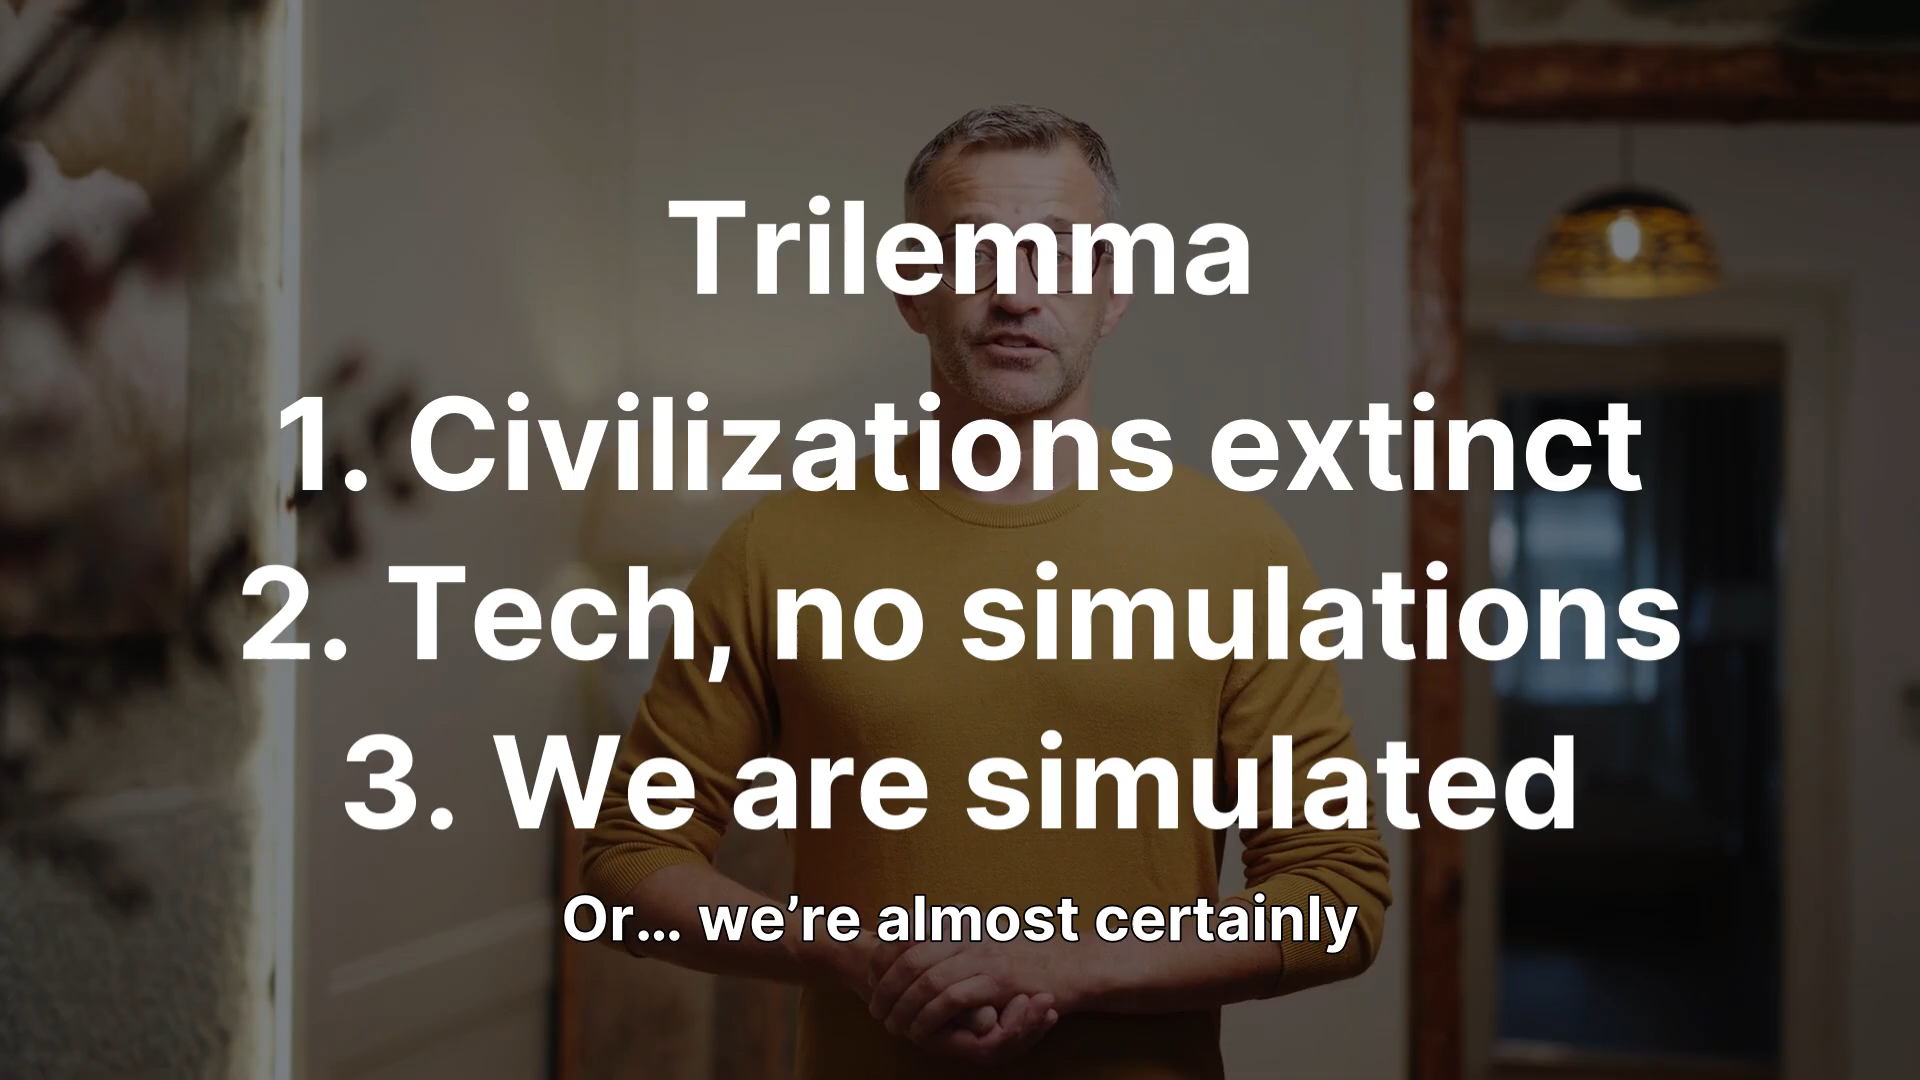 Trilemma
1. Civilizations extinct
2. Tech, no simulations
3. We are simulated
Or... we’re almost certainly